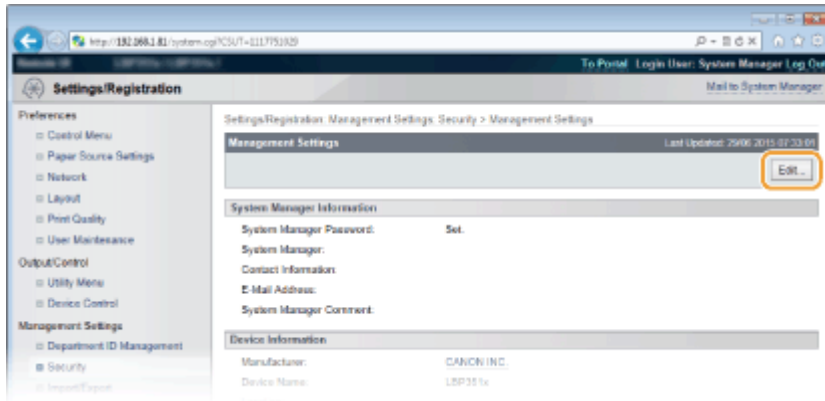 http://192.168.1.81/system.cgi?CSUT=1117751929
To Portal Login User: System Manager Log Out
Settings/Registration
Mail to System Manager
Preferences
Control Menu
Paper Source Settings
Network
Layout
Print Quality
User Maintenance
Output/Control
Utility Menu
Device Control
Management Settings
Department ID Management
Security
Import/Export
Settings/Registration: Management Settings: Security > Management Settings
Management Settings
Last Updated: 29/06 2015 07:33:01
Edit...
System Manager Information
System Manager Password: Set.
System Manager:
Contact Information:
E-Mail Address:
System Manager Comment:
Device Information
Manufacturer: CANON INC.
Device Name: LBP351x